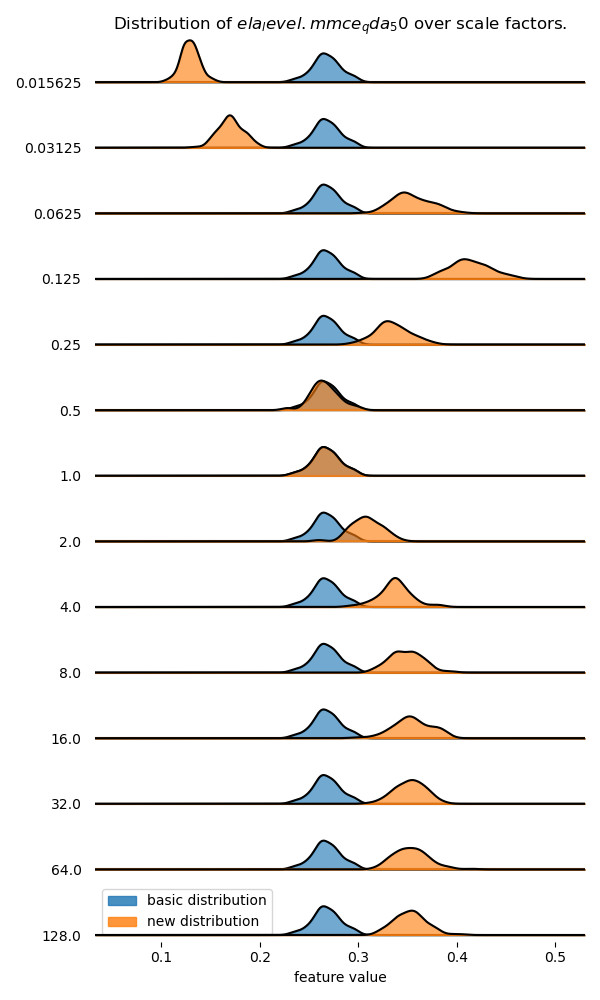 Distribution of elaₗevel.mmce_qda₅0 over scale factors.
0.015625
0.03125
0.0625
0.125
0.25
0.5
1.0
2.0
4.0
8.0
16.0
32.0
64.0
128.0
basic distribution
new distribution
0.1 0.2 0.3 0.4 0.5
feature value